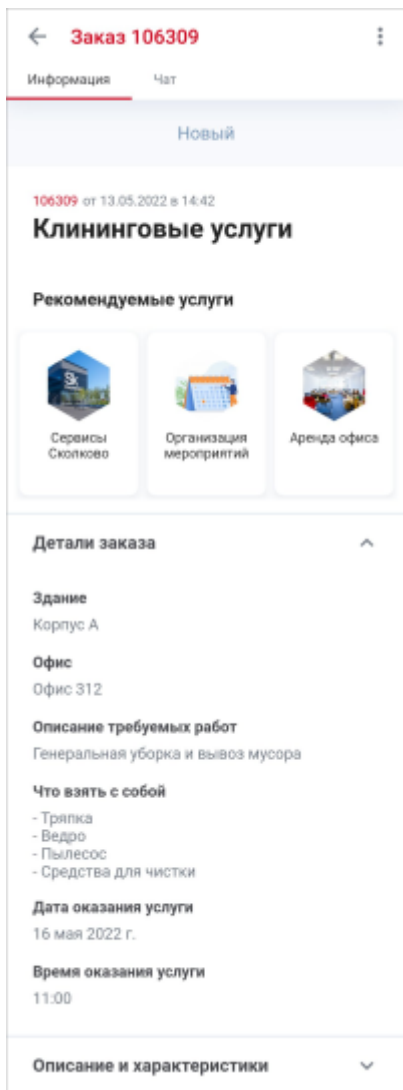 Заказ 106309
Информация Чат
Новый
106309 от 13.05.2022 в 14:42
Клининговые услуги
Рекомендуемые услуги
Sk
Сервисы
Сколково
Организация
мероприятий
Аренда офиса
Детали заказа
Здание
Корпус А
Офис
Офис 312
Описание требуемых работ
Генеральная уборка и вывоз мусора
Что взять с собой
- Тряпка
- Ведро
- Пылесос
- Средства для чистки
Дата оказания услуги
16 мая 2022 г.
Время оказания услуги
11:00
Описание и характеристики